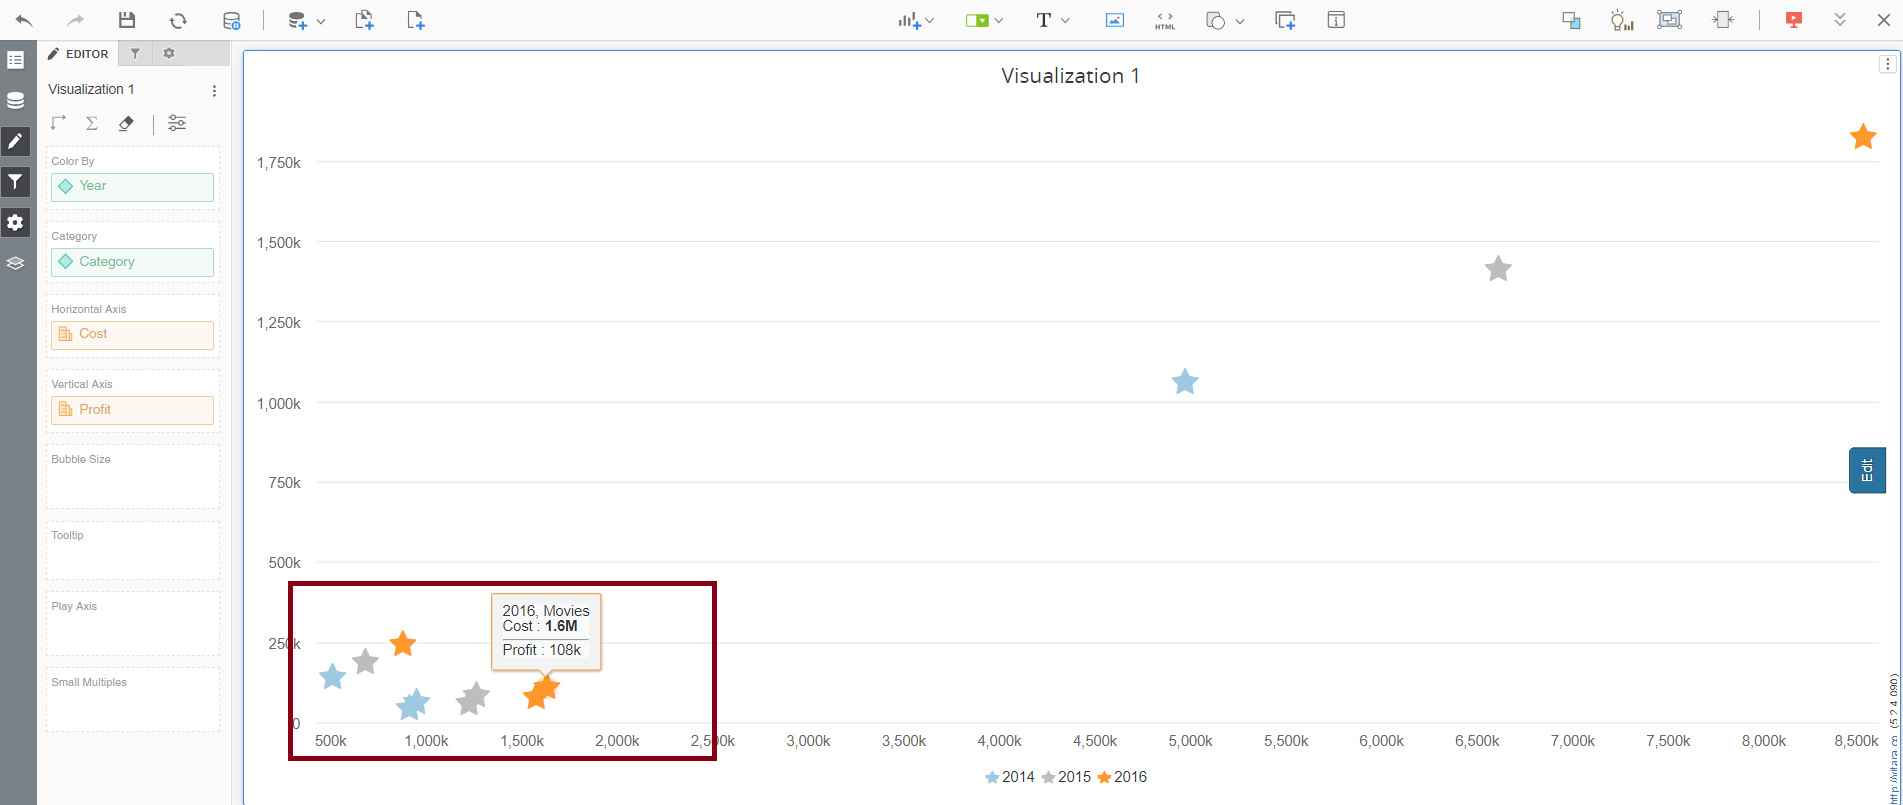 HTML
EDITOR
Visualization 1
Color By
Year
Category
Category
Horizontal Axis
Cost
Vertical Axis
Profit
Bubble Size
Tooltip
Play Axis
Small Multiples
Visualization 1
1,750k
1,500k
1,250k
1,000k
750k
500k
250k
0
2016, Movies
Cost : 1.6M
Profit : 108k
500k 1,000k 1,500k 2,000k 2,500k 3,000k 3,500k 4,000k 4,500k 5,000k 5,500k 6,000k 6,500k 7,000k 7,500k 8,000k 8,500k
2014 2015 2016
Edit
(5.2.4.090)